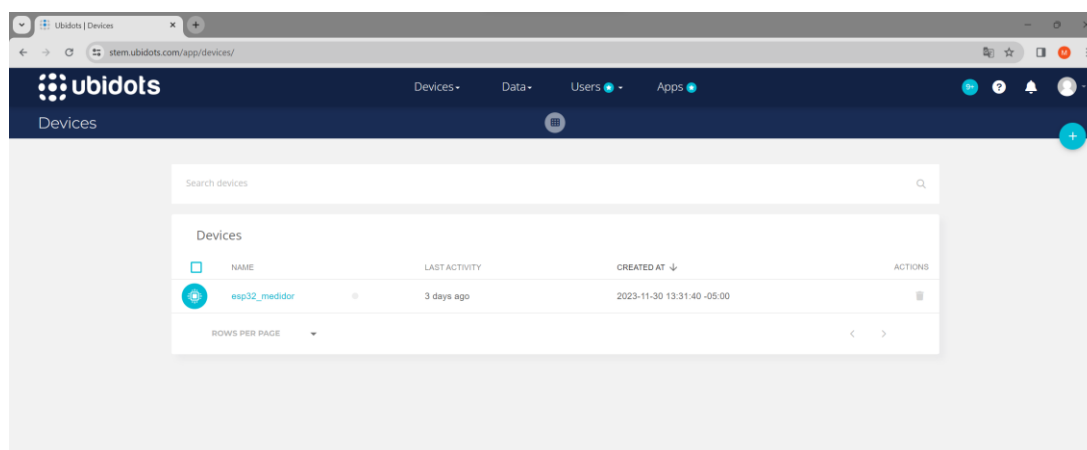 Ubidots | Devices
stem.ubidots.com/app/devices/
M
ubidots
Devices Data Users Apps
9+ ?
Devices
+
Search devices
Devices
NAME LAST ACTIVITY CREATED AT ACTIONS
esp32_medidor 3 days ago 2023-11-30 13:31:40 -05:00
ROWS PER PAGE